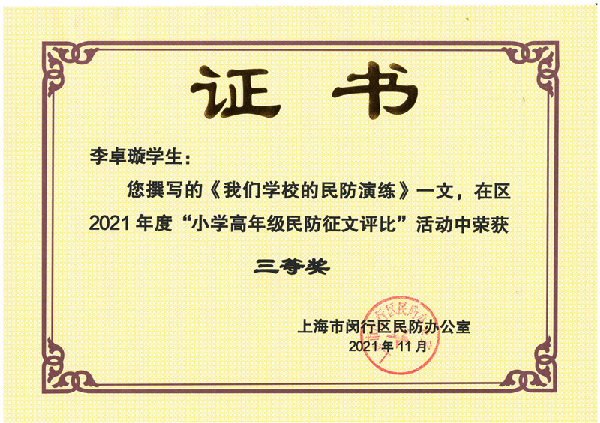 证 书
李卓璇学生：
您撰写的《我们学校的民防演练》一文，在区
2021年度“小学高年级民防征文评比”活动中荣获
三等奖
上海市闵行区民防办公室
2021年11月